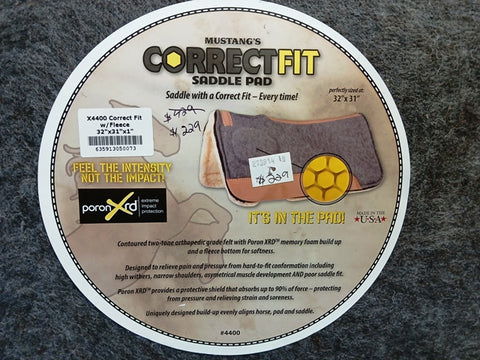 MUSTANG'S
CORRECTFIT
SADDLE PAD
Saddle with a Correct Fit – Every time!
perfectly sized at:
32" x 31"
X4400 Correct Fit
w/Fleece
32"x31"x1"
635913050073
$429
$229
FEEL THE INTENSITY
NOT THE IMPACT!
poron XRD
extreme
impact
protection
$229
IT'S IN THE PAD!
MADE IN THE
USA
Contoured two-tone orthopedic grade felt with Poron XRD™ memory foam build up
and a fleece bottom for softness.
Designed to relieve pain and pressure from hard-to-fit conformation including
high withers, narrow shoulders, asymetrical muscle development AND poor saddle fit.
Poron XRD™ provides a protective shield that absorbs up to 90% of force – protecting
from pressure and relieving strain and soreness.
Uniquely designed build-up evenly aligns horse, pad and saddle.
#4400